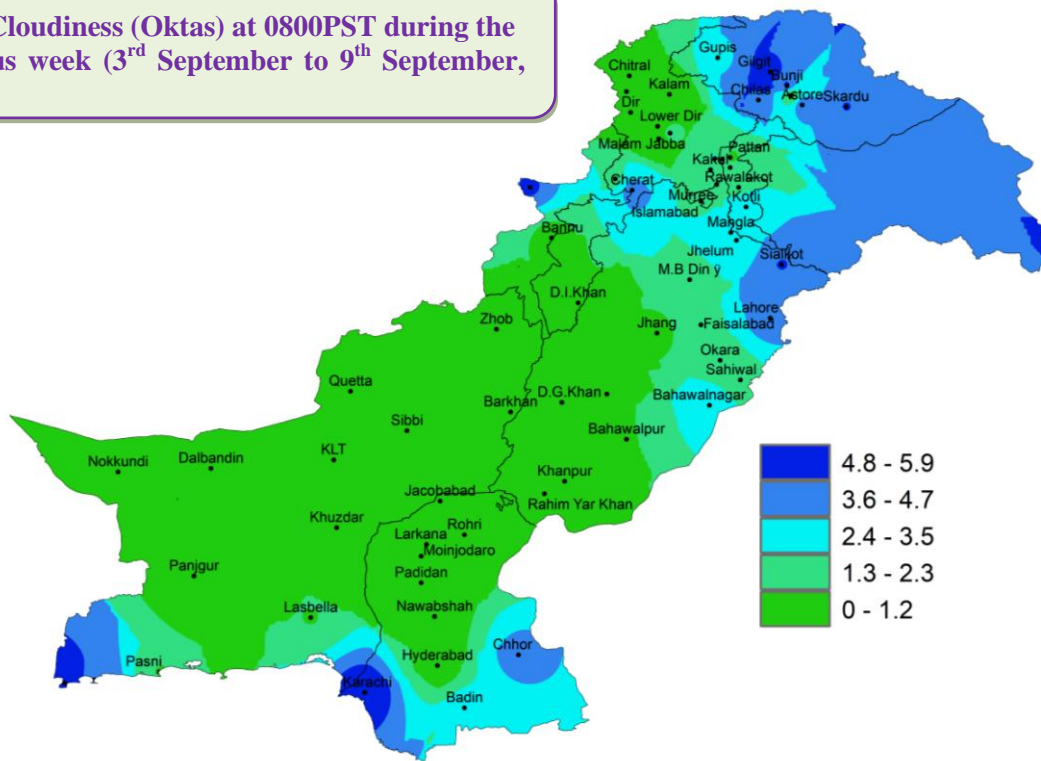 Cloudiness (Oktas) at 0800PST during the
us week (3rd September to 9th September,
Gupis
Gilgit
Chitral
Bunji
Kalam
Chilas
Astore Skardu
Dir
Lower Dir
Malam Jabba
Pattan
Kakul
Cherat
Rawalakot
Murree
Kotli
Islamabad
Bannu
Mangla
Jhelum
Sialkot
M.B Din ÿ
D.I.Khan
Lahore
Zhob
Jhang
Faisalabad
Okara
Sahiwal
Quetta
Barkhan
D.G.Khan
Bahawalnagar
Sibbi
Bahawalpur
Nokkundi
Dalbandin
KLT
Khanpur
Jacobabad
Rahim Yar Khan
Khuzdar
Larkana
Rohri
Moinjodaro
Panjgur
Padidan
Lasbella
Nawabshah
Pasni
Hyderabad
Chhor
Karachi
Badin
4.8 - 5.9
3.6 - 4.7
2.4 - 3.5
1.3 - 2.3
0 - 1.2